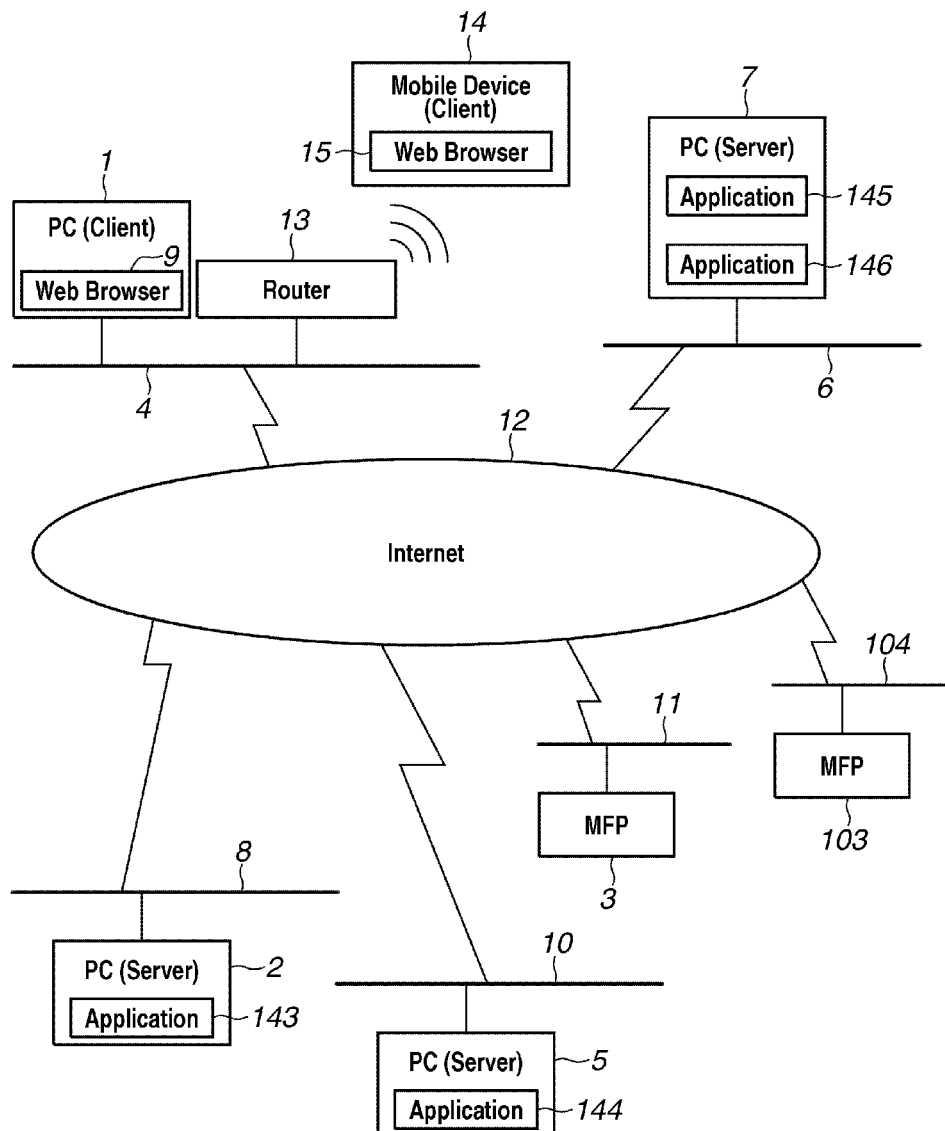 14
Mobile Device
(Client)
15
Web Browser
7
PC (Server)
Application
145
Application
146
1
PC (Client)
9
Web Browser
13
Router
4
6
12
Internet
104
MFP
103
11
MFP
3
8
PC (Server)
2
Application
143
10
PC (Server)
5
Application
144